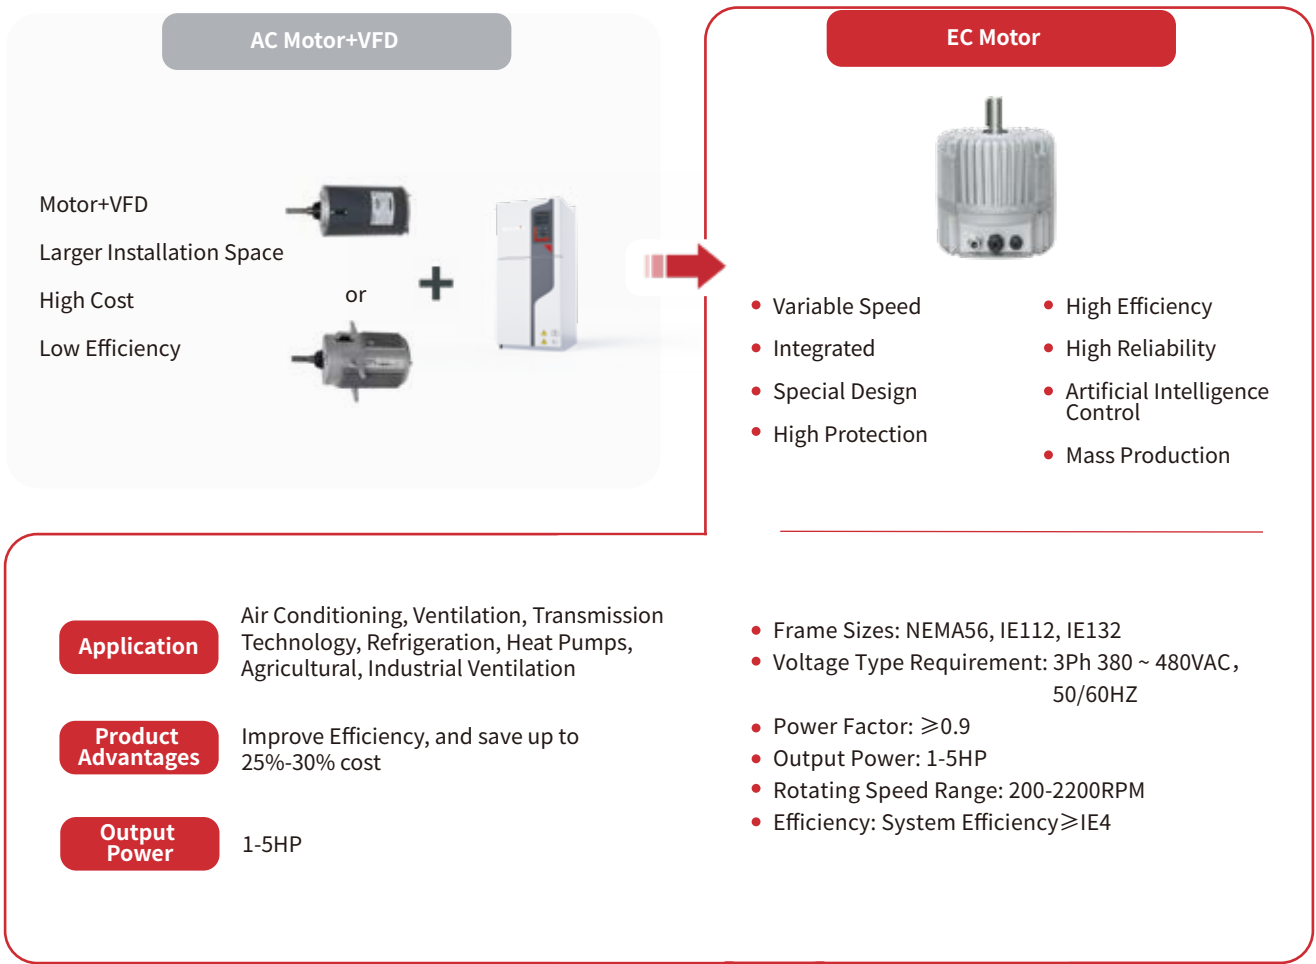 AC Motor+VFD
Motor+VFD
Larger Installation Space
High Cost
Low Efficiency
or
EC Motor
Variable Speed
Integrated
Special Design
High Protection
High Efficiency
High Reliability
Artificial Intelligence
Control
Mass Production
Application
Air Conditioning, Ventilation, Transmission
Technology, Refrigeration, Heat Pumps,
Agricultural, Industrial Ventilation
Product
Advantages
Improve Efficiency, and save up to
25%-30% cost
Output
Power
1-5HP
Frame Sizes: NEMA56, IE112, IE132
Voltage Type Requirement: 3Ph 380 ~ 480VAC，
50/60HZ
Power Factor: ≥0.9
Output Power: 1-5HP
Rotating Speed Range: 200-2200RPM
Efficiency: System Efficiency≥IE4